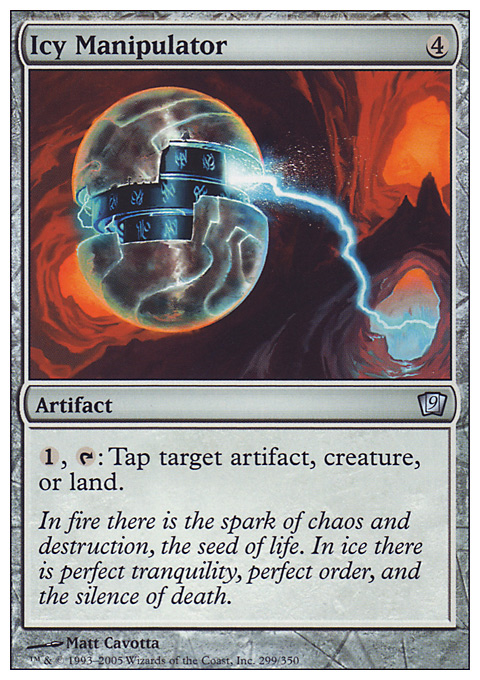 Icy Manipulator 4
Artifact 9
1, : Tap target artifact, creature,
or land.
In fire there is the spark of chaos and
destruction, the seed of life. In ice there
is perfect tranquility, perfect order, and
the silence of death.
Matt Cavotta
™ & © 1993–2005 Wizards of the Coast, Inc. 299/350